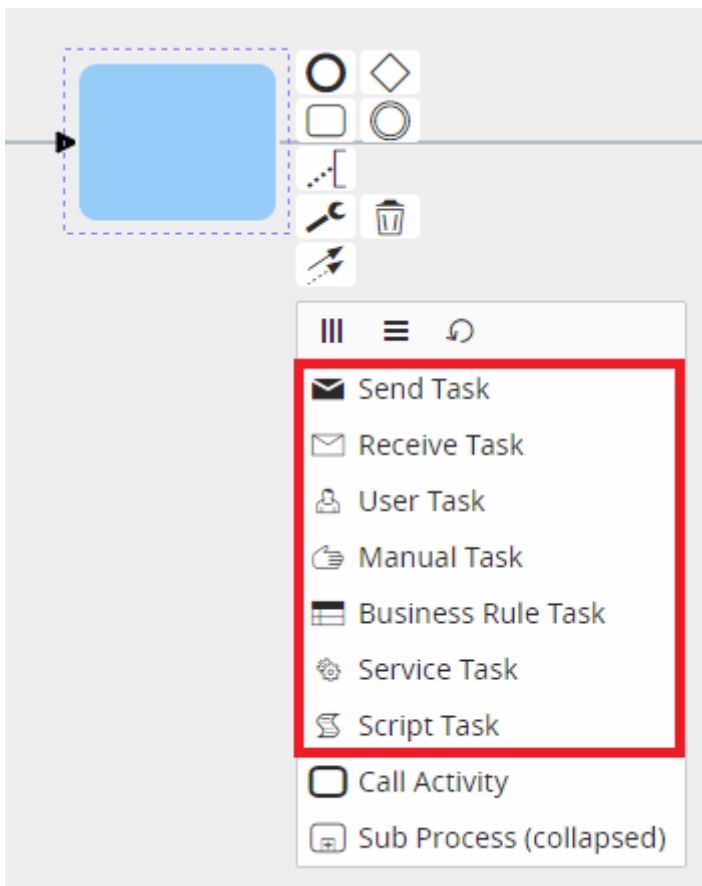 Send Task
Receive Task
User Task
Manual Task
Business Rule Task
Service Task
Script Task
Call Activity
Sub Process (collapsed)